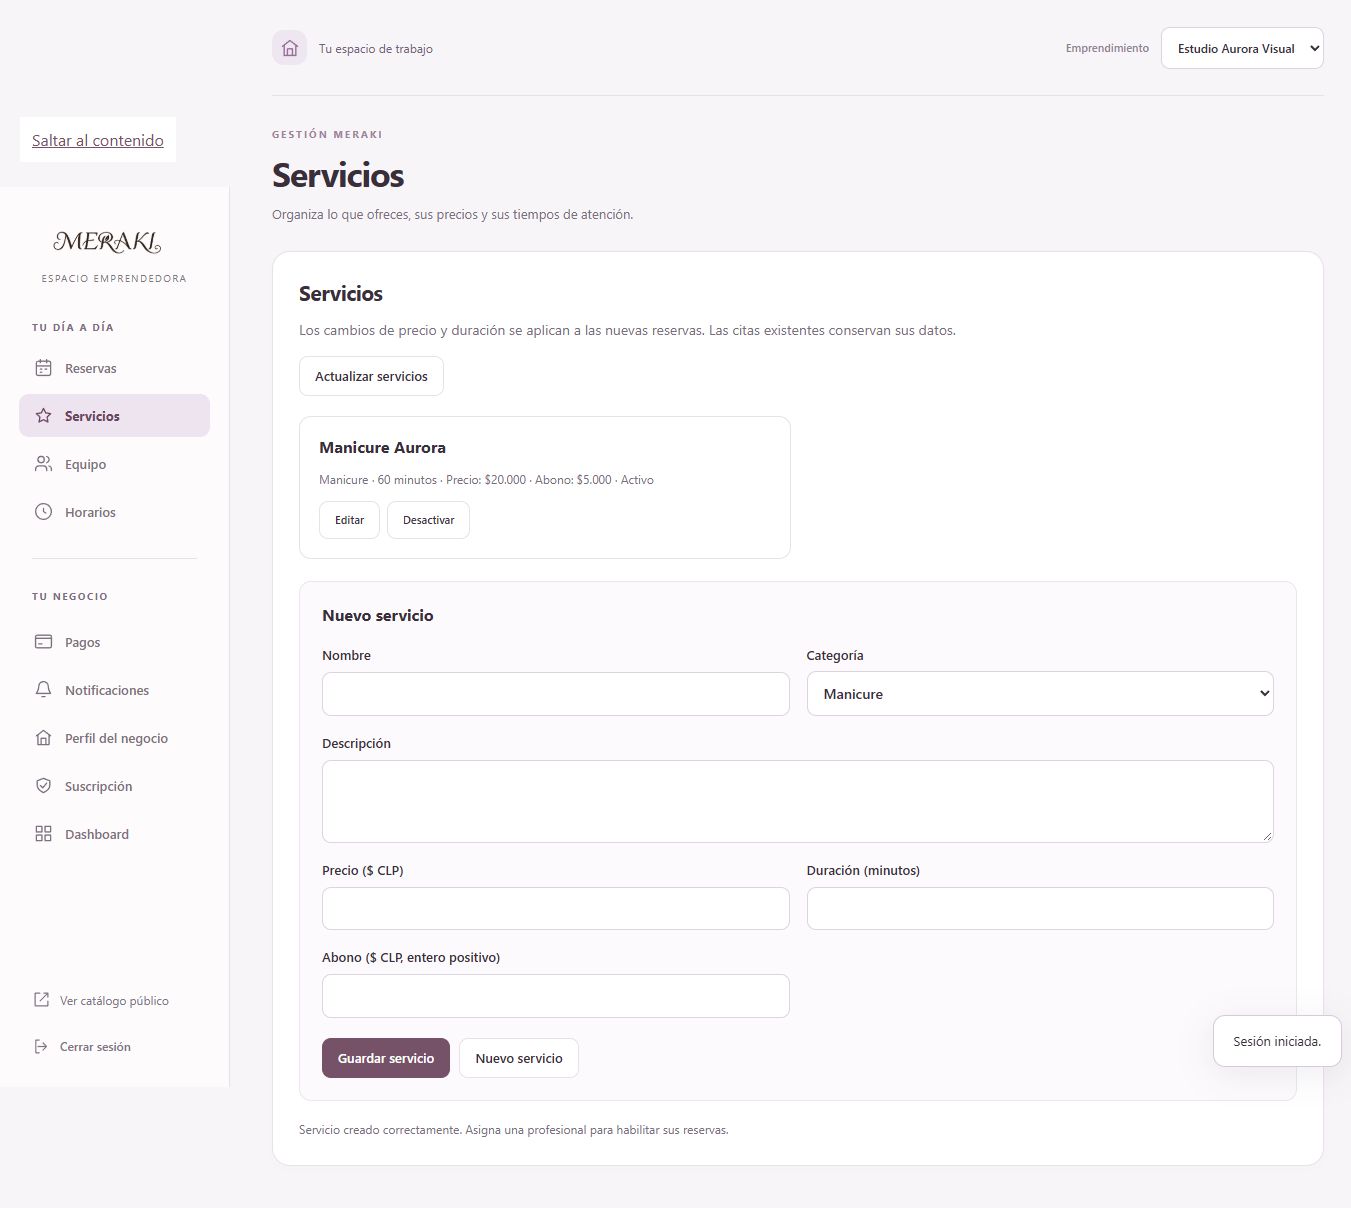 Tu espacio de trabajo
Emprendimiento
Estudio Aurora Visual
Saltar al contenido
MERAKI
ESPACIO EMPRENDEDORA
TU DÍA A DÍA
Reservas
Servicios
Equipo
Horarios
TU NEGOCIO
Pagos
Notificaciones
Perfil del negocio
Suscripción
Dashboard
Ver catálogo público
Cerrar sesión
GESTIÓN MERAKI
Servicios
Organiza lo que ofreces, sus precios y sus tiempos de atención.
Servicios
Los cambios de precio y duración se aplican a las nuevas reservas. Las citas existentes conservan sus datos.
Actualizar servicios
Manicure Aurora
Manicure · 60 minutos · Precio: $20.000 · Abono: $5.000 · Activo
Editar
Desactivar
Nuevo servicio
Nombre
Categoría
Manicure
Descripción
Precio ($ CLP)
Duración (minutos)
Abono ($ CLP, entero positivo)
Guardar servicio
Nuevo servicio
Sesión iniciada.
Servicio creado correctamente. Asigna una profesional para habilitar sus reservas.